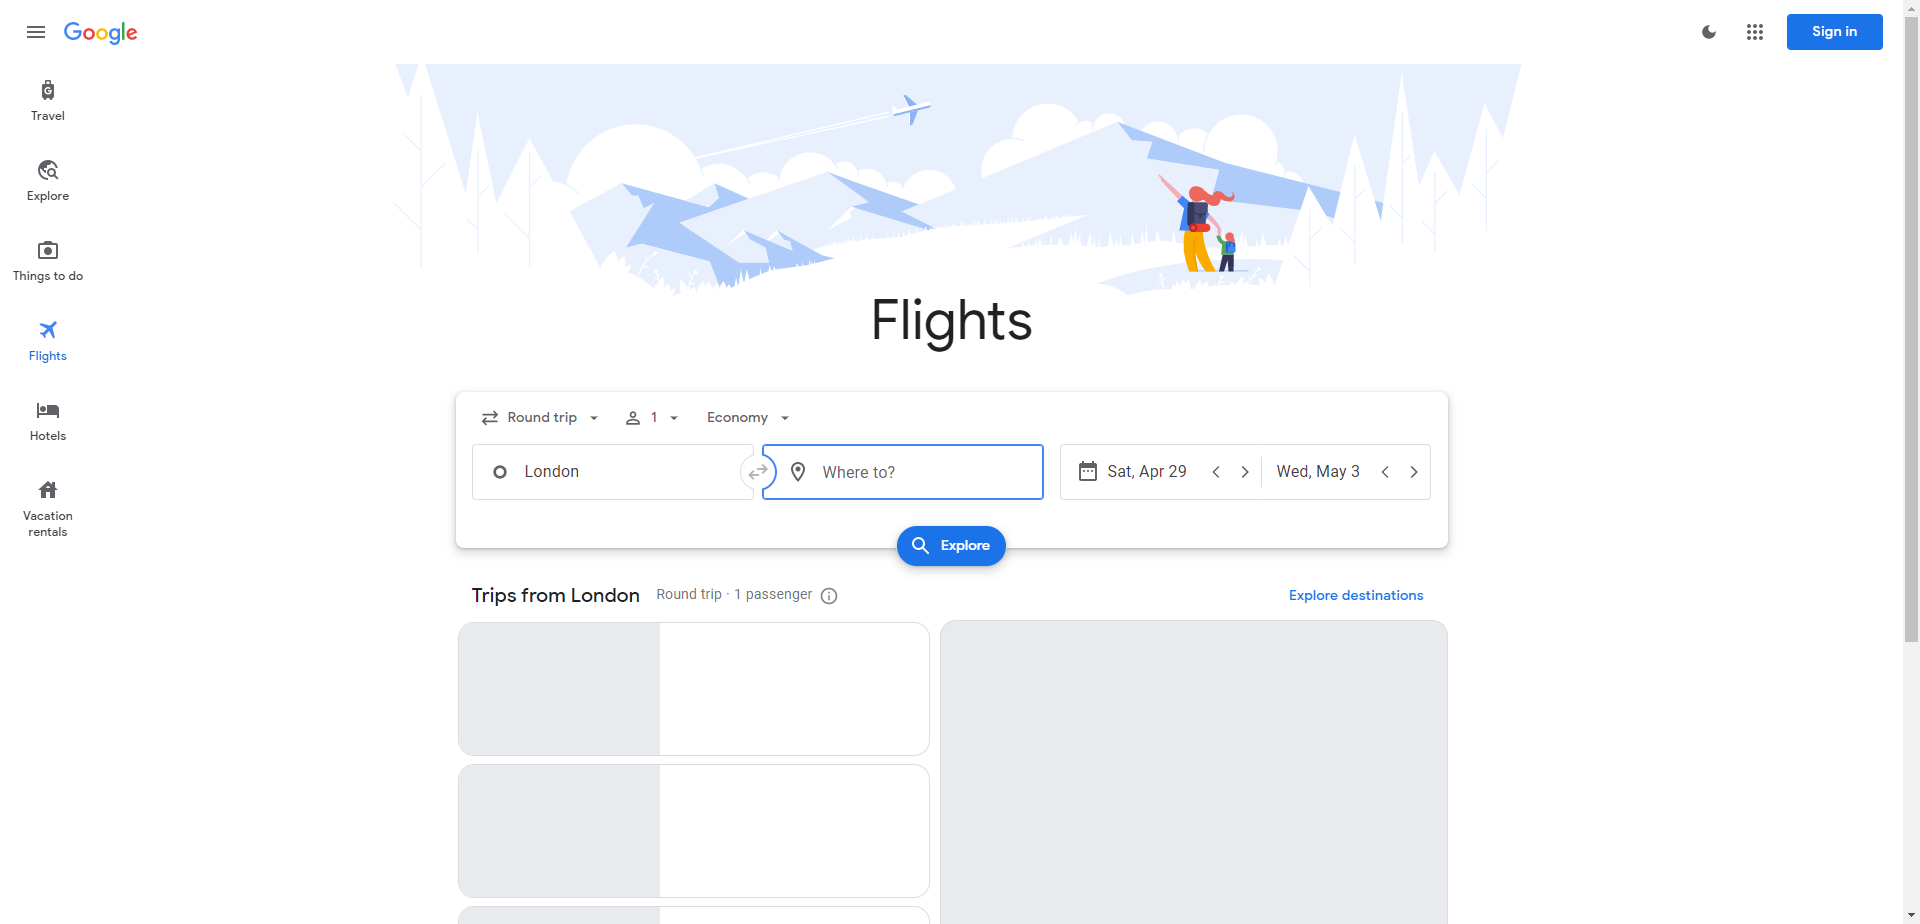 Google
Sign in
Travel
Explore
Things to do
Flights
Hotels
Vacation
rentals
Flights
Round trip
1
Economy
London
Where to?
Sat, Apr 29
Wed, May 3
Explore
Trips from London
Round trip · 1 passenger
Explore destinations